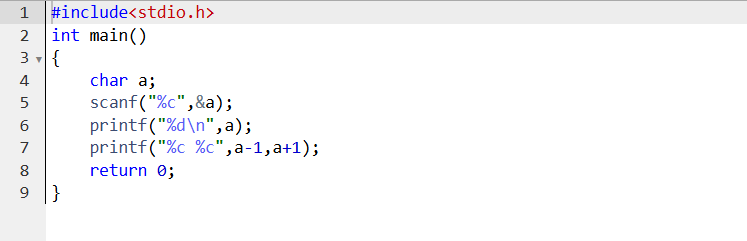 1 #include<stdio.h>
2 int main()
3 {
4     char a;
5     scanf("%c",&a);
6     printf("%d\n",a);
7     printf("%c %c",a-1,a+1);
8     return 0;
9 }